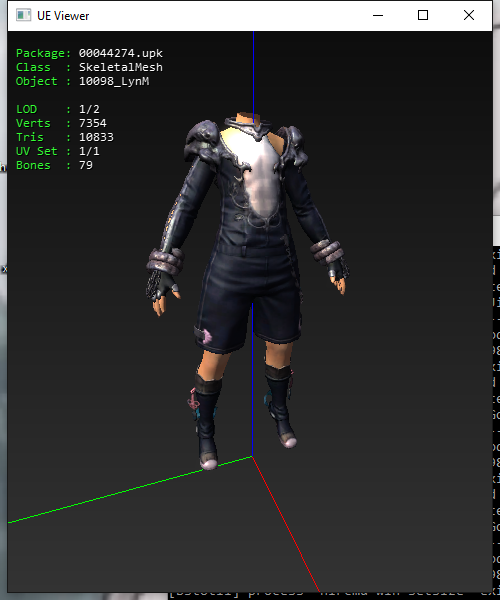 UE Viewer
Package: 00044274.upk
Class : SkeletalMesh
Object : 10098_LynM
LOD : 1/2
Verts : 7354
Tris : 10833
UV Set : 1/1
Bones : 79